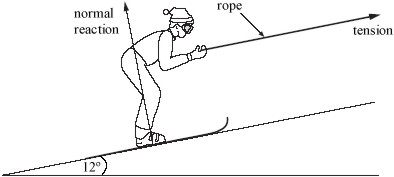 normal
reaction
rope
tension
12°